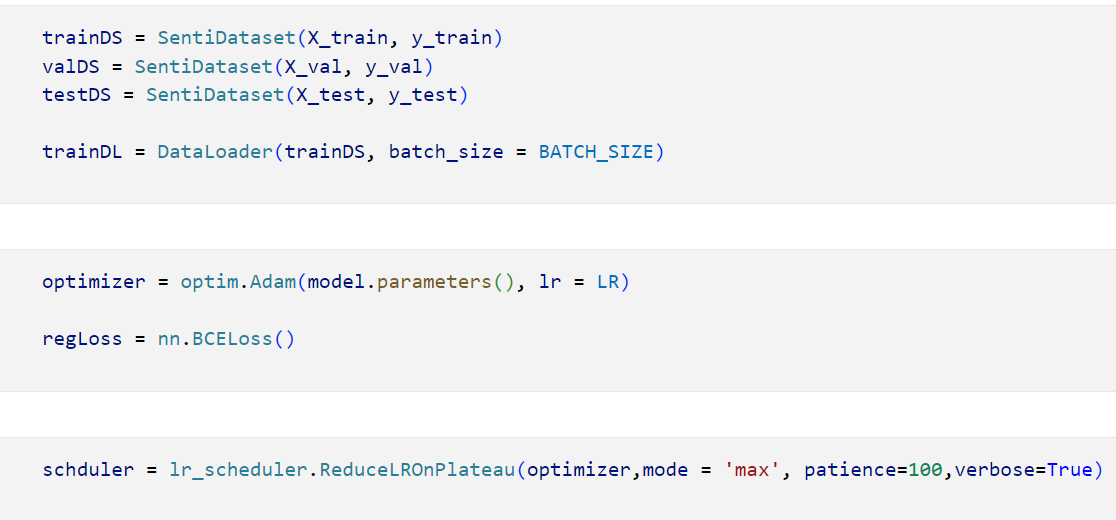 trainDS = SentiDataset(X_train, y_train)
valDS = SentiDataset(X_val, y_val)
testDS = SentiDataset(X_test, y_test)
trainDL = DataLoader(trainDS, batch_size = BATCH_SIZE)
optimizer = optim.Adam(model.parameters(), lr = LR)
regLoss = nn.BCELoss()
schduler = lr_scheduler.ReduceLROnPlateau(optimizer,mode = 'max', patience=100,verbose=True)